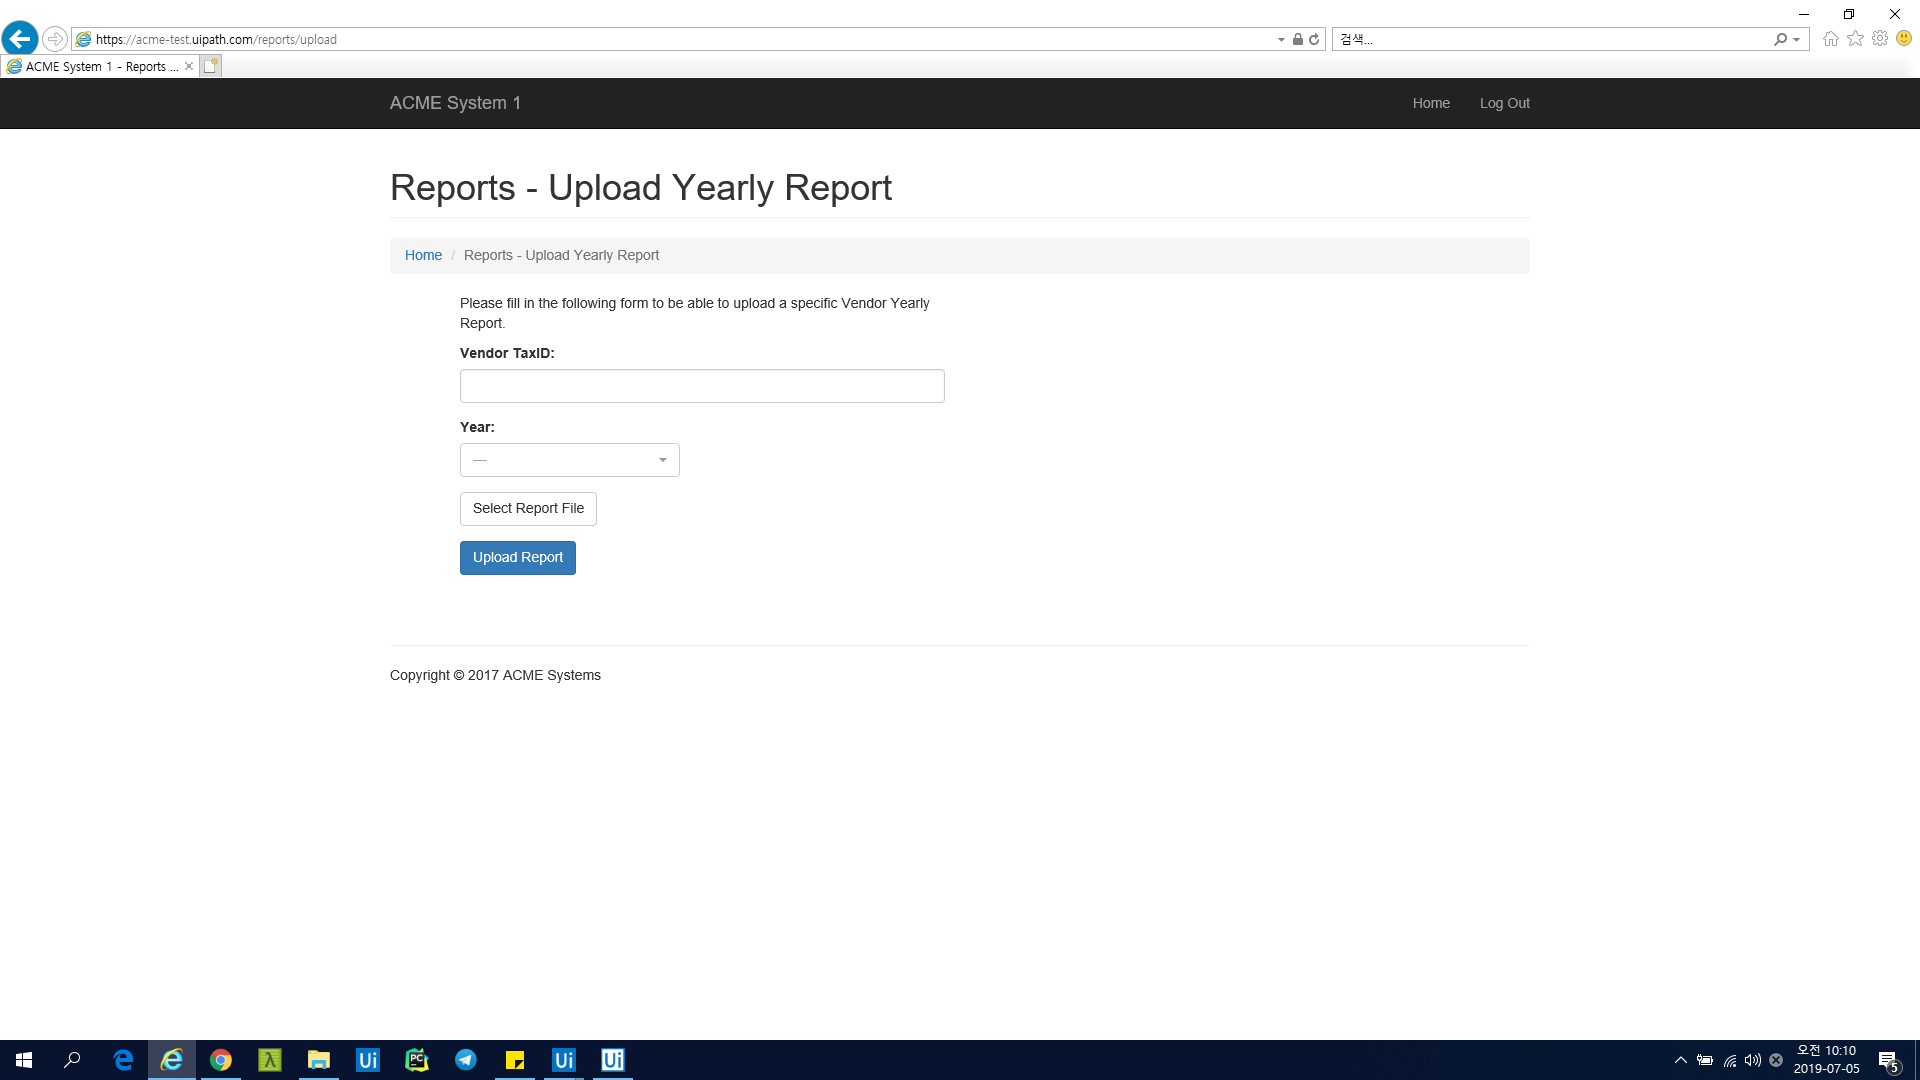 https://acme-test.uipath.com/reports/upload
검색...
ACME System 1 - Reports ...
ACME System 1
Home
Log Out
Reports - Upload Yearly Report
Home / Reports - Upload Yearly Report
Please fill in the following form to be able to upload a specific Vendor Yearly
Report.
Vendor TaxID:
Year:
---
Select Report File
Upload Report
Copyright © 2017 ACME Systems
Ui
PC
Ui
Ui
오전 10:10
2019-07-05
5